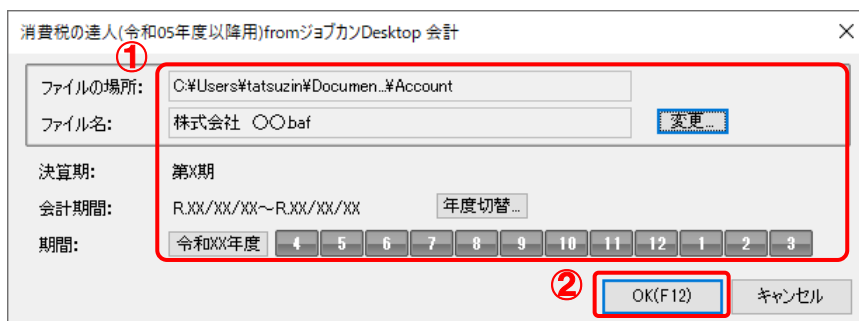 消費税の達人(令和05年度以降用)fromジョブカンDesktop 会計
①
ファイルの場所: C:¥Users¥tatsuzin¥Documen...¥Account
ファイル名: 株式会社 〇〇.baf 変更...
決算期: 第X期
会計期間: R.XX/XX/XX～R.XX/XX/XX 年度切替...
期間: 令和XX年度 4 5 6 7 8 9 10 11 12 1 2 3
② OK(F12) キャンセル